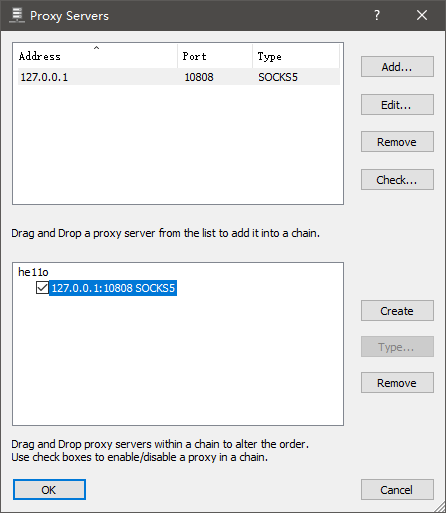 Proxy Servers
Address Port Type
127.0.0.1 10808 SOCKS5
Add...
Edit...
Remove
Check...
Drag and Drop a proxy server from the list to add it into a chain.
he11o
127.0.0.1:10808 SOCKS5
Create
Type...
Remove
Drag and Drop proxy servers within a chain to alter the order.
Use check boxes to enable/disable a proxy in a chain.
OK
Cancel